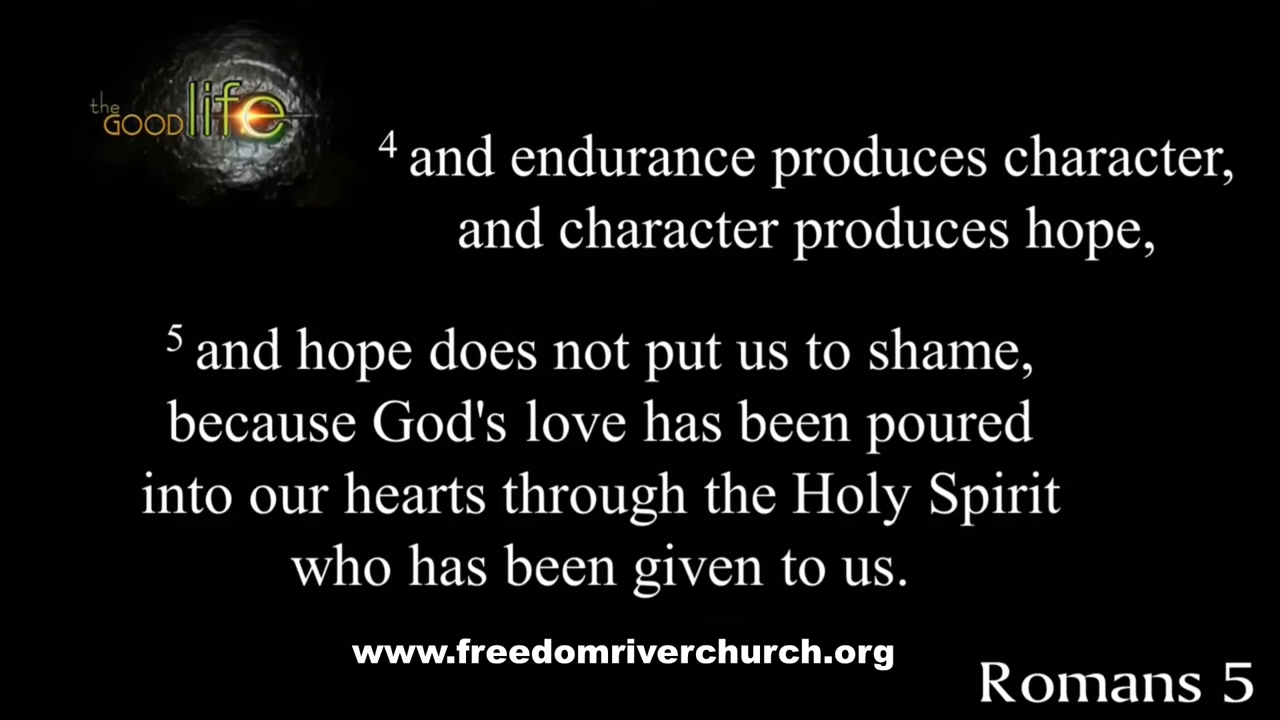 the
GOOD life
4 and endurance produces character,
and character produces hope,
5 and hope does not put us to shame,
because God's love has been poured
into our hearts through the Holy Spirit
who has been given to us.
www.freedomriverchurch.org
Romans 5